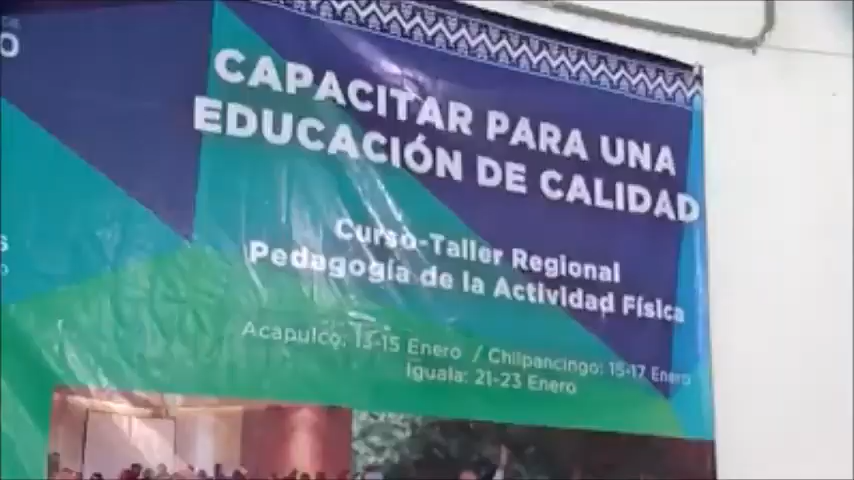 DE
O
CAPACITAR PARA UNA
EDUCACIÓN DE CALIDAD
Curso-Taller Regional
Pedagogía de la Actividad Física
Acapulco: 13-15 Enero / Chilpancingo: 15-17 Enero
Iguala: 21-23 Enero
S
O